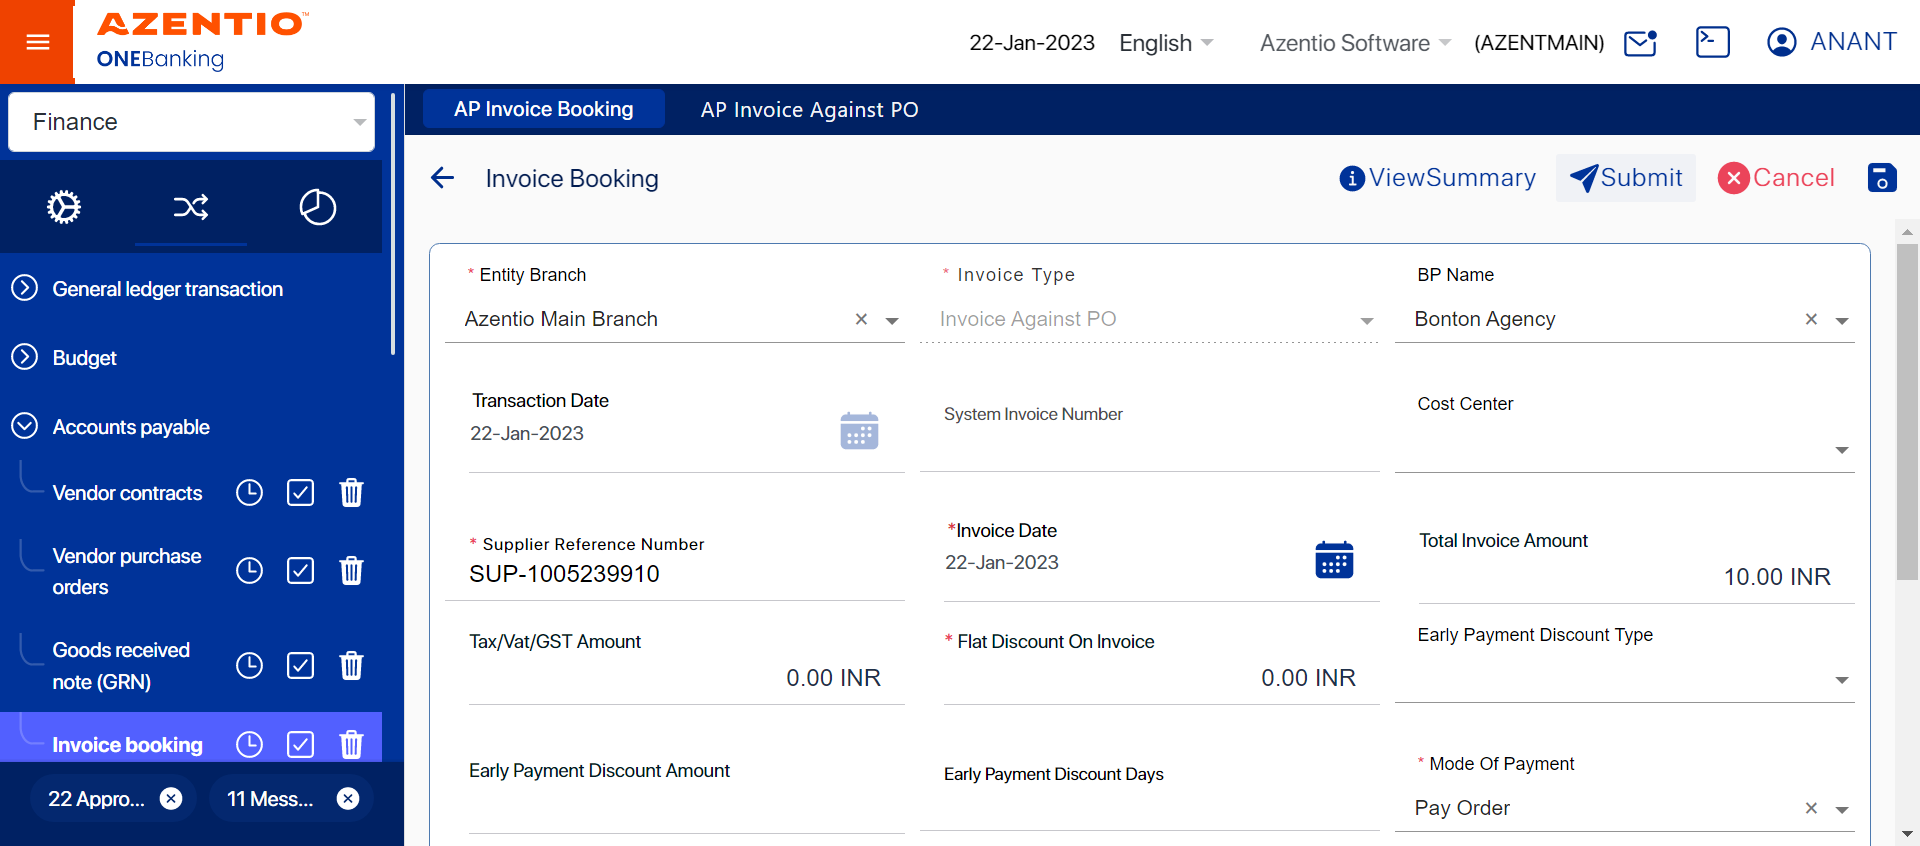 AZENTIO™
ONEBanking
22-Jan-2023 English Azentio Software (AZENTMAIN) ANANT
Finance
AP Invoice Booking AP Invoice Against PO
Invoice Booking ViewSummary Submit Cancel
General ledger transaction
Budget
Accounts payable
Vendor contracts
Vendor purchase
orders
Goods received
note (GRN)
Invoice booking
22 Appro... 11 Mess...
* Entity Branch * Invoice Type BP Name
Azentio Main Branch Invoice Against PO Bonton Agency
Transaction Date System Invoice Number Cost Center
22-Jan-2023
* Supplier Reference Number *Invoice Date Total Invoice Amount
SUP-1005239910 22-Jan-2023 10.00 INR
Tax/Vat/GST Amount * Flat Discount On Invoice Early Payment Discount Type
0.00 INR 0.00 INR
Early Payment Discount Amount Early Payment Discount Days * Mode Of Payment
Pay Order